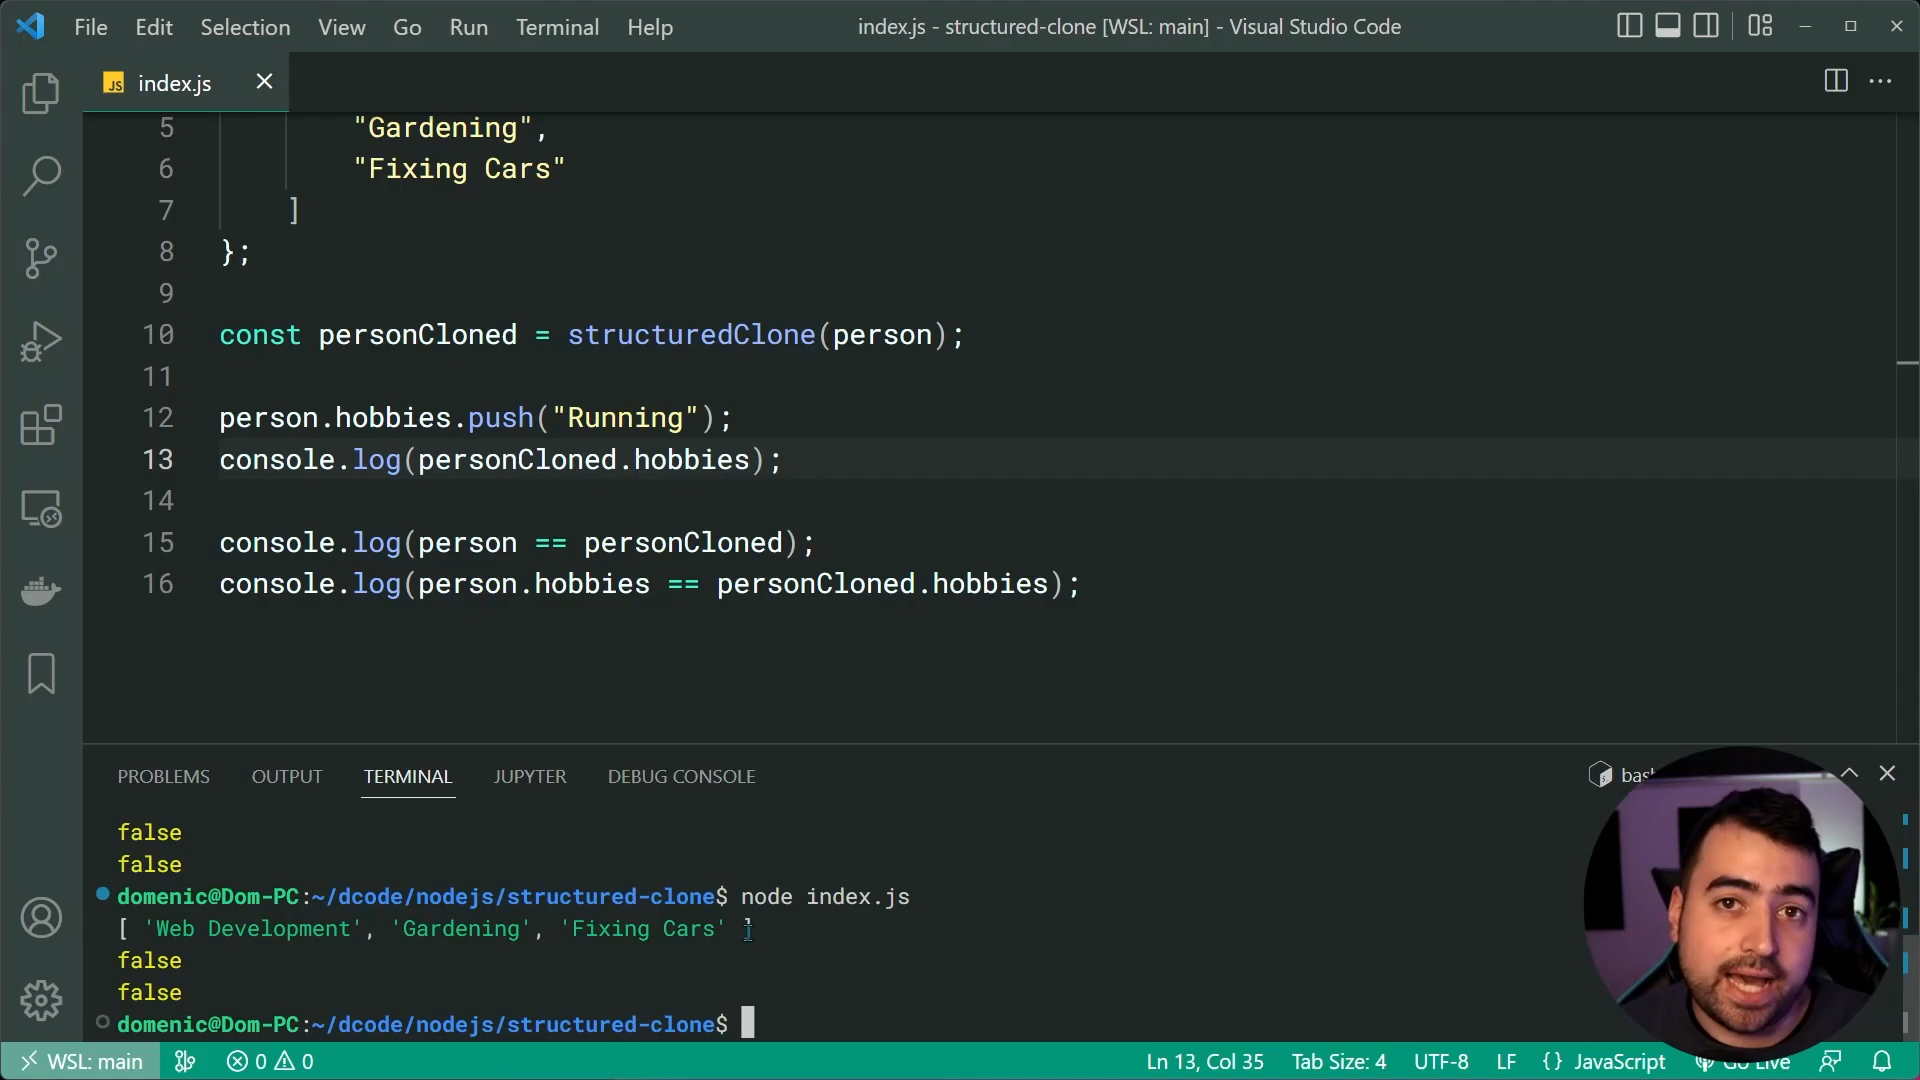 File Edit Selection View Go Run Terminal Help
index.js - structured-clone [WSL: main] - Visual Studio Code
JS index.js
5 "Gardening",
6 "Fixing Cars"
7 ]
8 };
9
10 const personCloned = structuredClone(person);
11
12 person.hobbies.push("Running");
13 console.log(personCloned.hobbies);
14
15 console.log(person == personCloned);
16 console.log(person.hobbies == personCloned.hobbies);
PROBLEMS OUTPUT TERMINAL JUPYTER DEBUG CONSOLE
false
false
domenic@Dom-PC:~/dcode/nodejs/structured-clone$ node index.js
[ 'Web Development', 'Gardening', 'Fixing Cars' ]
false
false
domenic@Dom-PC:~/dcode/nodejs/structured-clone$
WSL: main 0 0 Ln 13, Col 35 Tab Size: 4 UTF-8 LF {} JavaScript Go Live